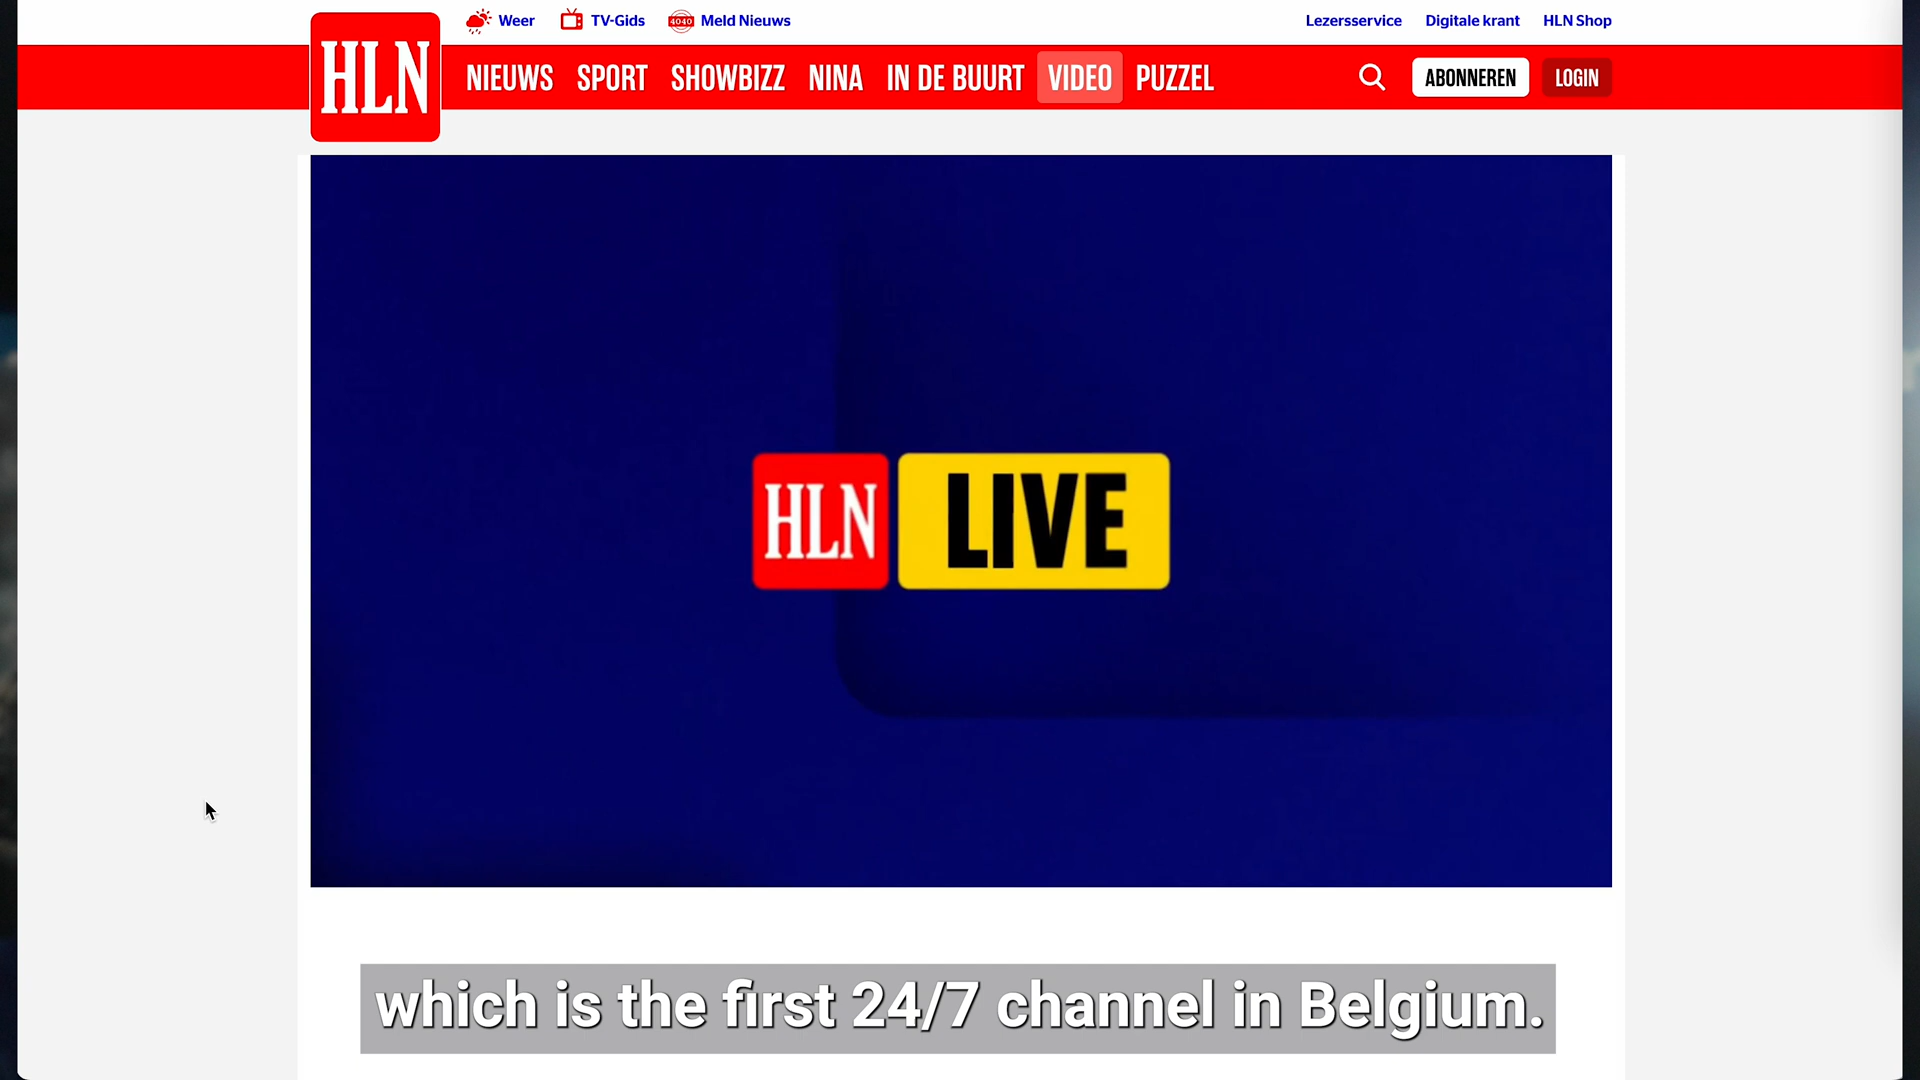 Weer TV-Gids 4040 Meld Nieuws Lezersservice Digitale krant HLN Shop
HLN NIEUWS SPORT SHOWBIZZ NINA IN DE BUURT VIDEO PUZZEL ABONNEREN LOGIN
HLN LIVE
which is the first 24/7 channel in Belgium.